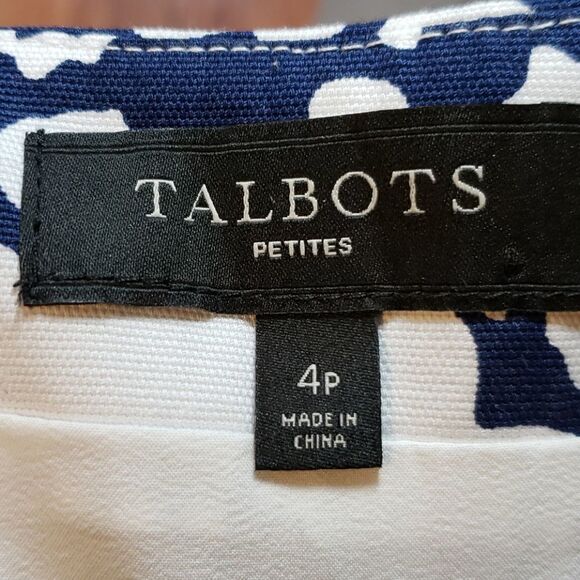 TALBOTS
PETITES
4P
MADE IN
CHINA